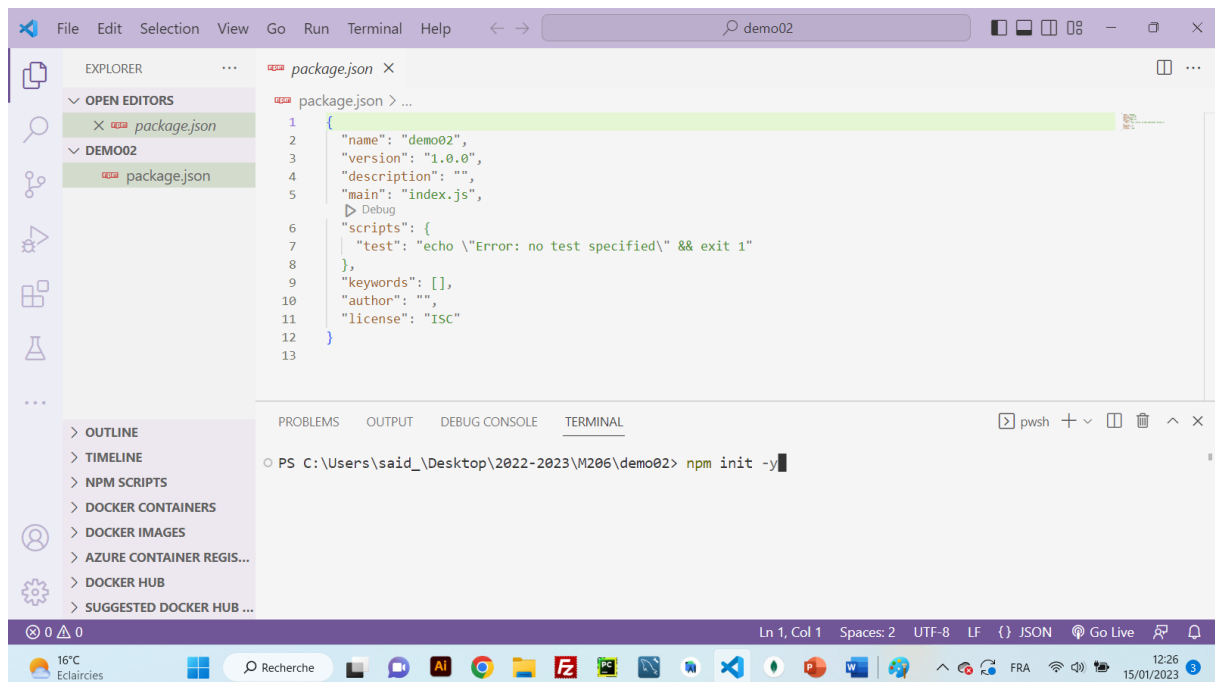 File Edit Selection View Go Run Terminal Help
demo02
EXPLORER
OPEN EDITORS
package.json
DEMO02
package.json
OUTLINE
TIMELINE
NPM SCRIPTS
DOCKER CONTAINERS
DOCKER IMAGES
AZURE CONTAINER REGIS...
DOCKER HUB
SUGGESTED DOCKER HUB ...
package.json
package.json > ...
1 {
2 "name": "demo02",
3 "version": "1.0.0",
4 "description": "",
5 "main": "index.js",
Debug
6 "scripts": {
7 "test": "echo \"Error: no test specified\" && exit 1"
8 },
9 "keywords": [],
10 "author": "",
11 "license": "ISC"
12 }
13
PROBLEMS OUTPUT DEBUG CONSOLE TERMINAL
pwsh
PS C:\Users\said_\Desktop\2022-2023\M206\demo02> npm init -y
0 0
Ln 1, Col 1 Spaces: 2 UTF-8 LF {} JSON Go Live
16°C
Eclaircies
Recherche
Ai
FZ
PC
P
W
FRA
12:26
15/01/2023
3